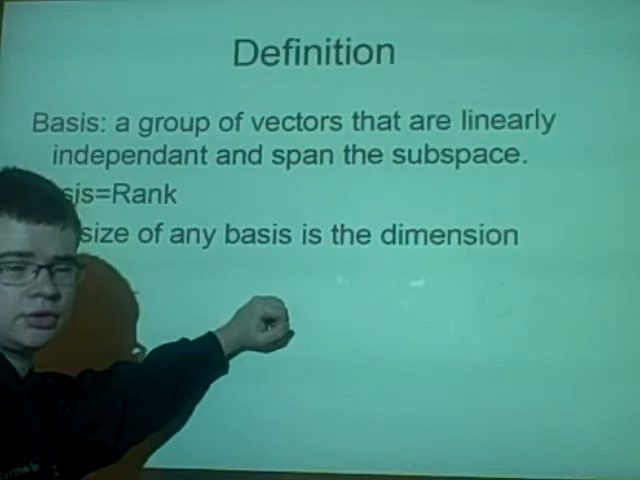 Definition
Basis: a group of vectors that are linearly
independant and span the subspace.
sis=Rank
size of any basis is the dimension